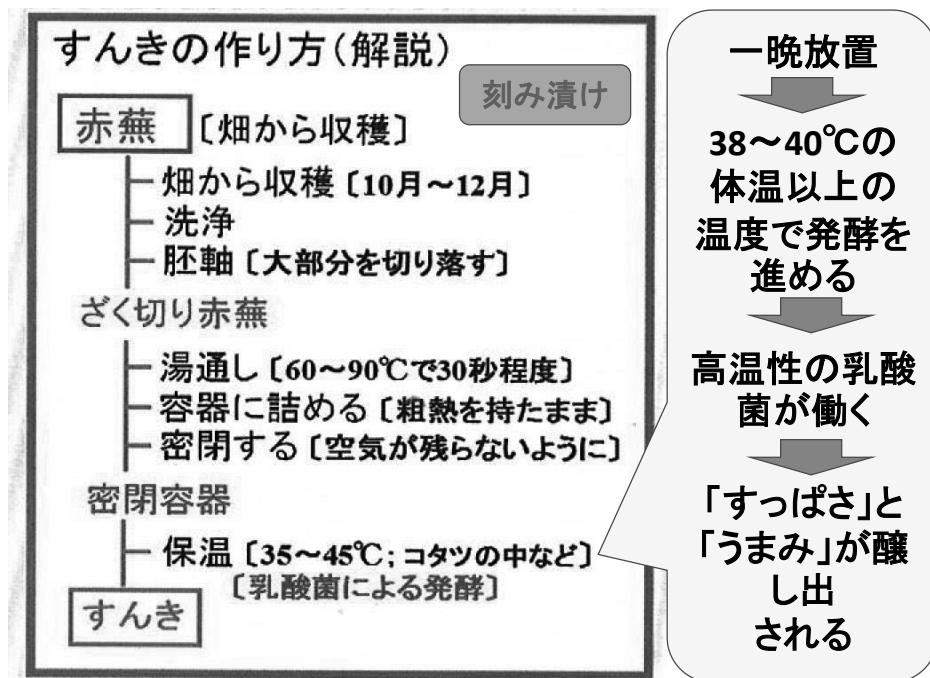 すんきの作り方(解説)
刻み漬け
赤蕪 〔畑から収穫〕
畑から収穫〔10月～12月〕
洗浄
胚軸〔大部分を切り落す〕
ざく切り赤蕪
湯通し〔60～90℃で30秒程度〕
容器に詰める〔粗熱を持たまま〕
密閉する〔空気が残らないように〕
密閉容器
保温〔35～45℃;コタツの中など〕
〔乳酸菌による発酵〕
すんき
一晩放置
38～40℃の
体温以上の
温度で発酵を
進める
高温性の乳酸
菌が働く
「すっぱさ」と
「うまみ」が醸
し出
される